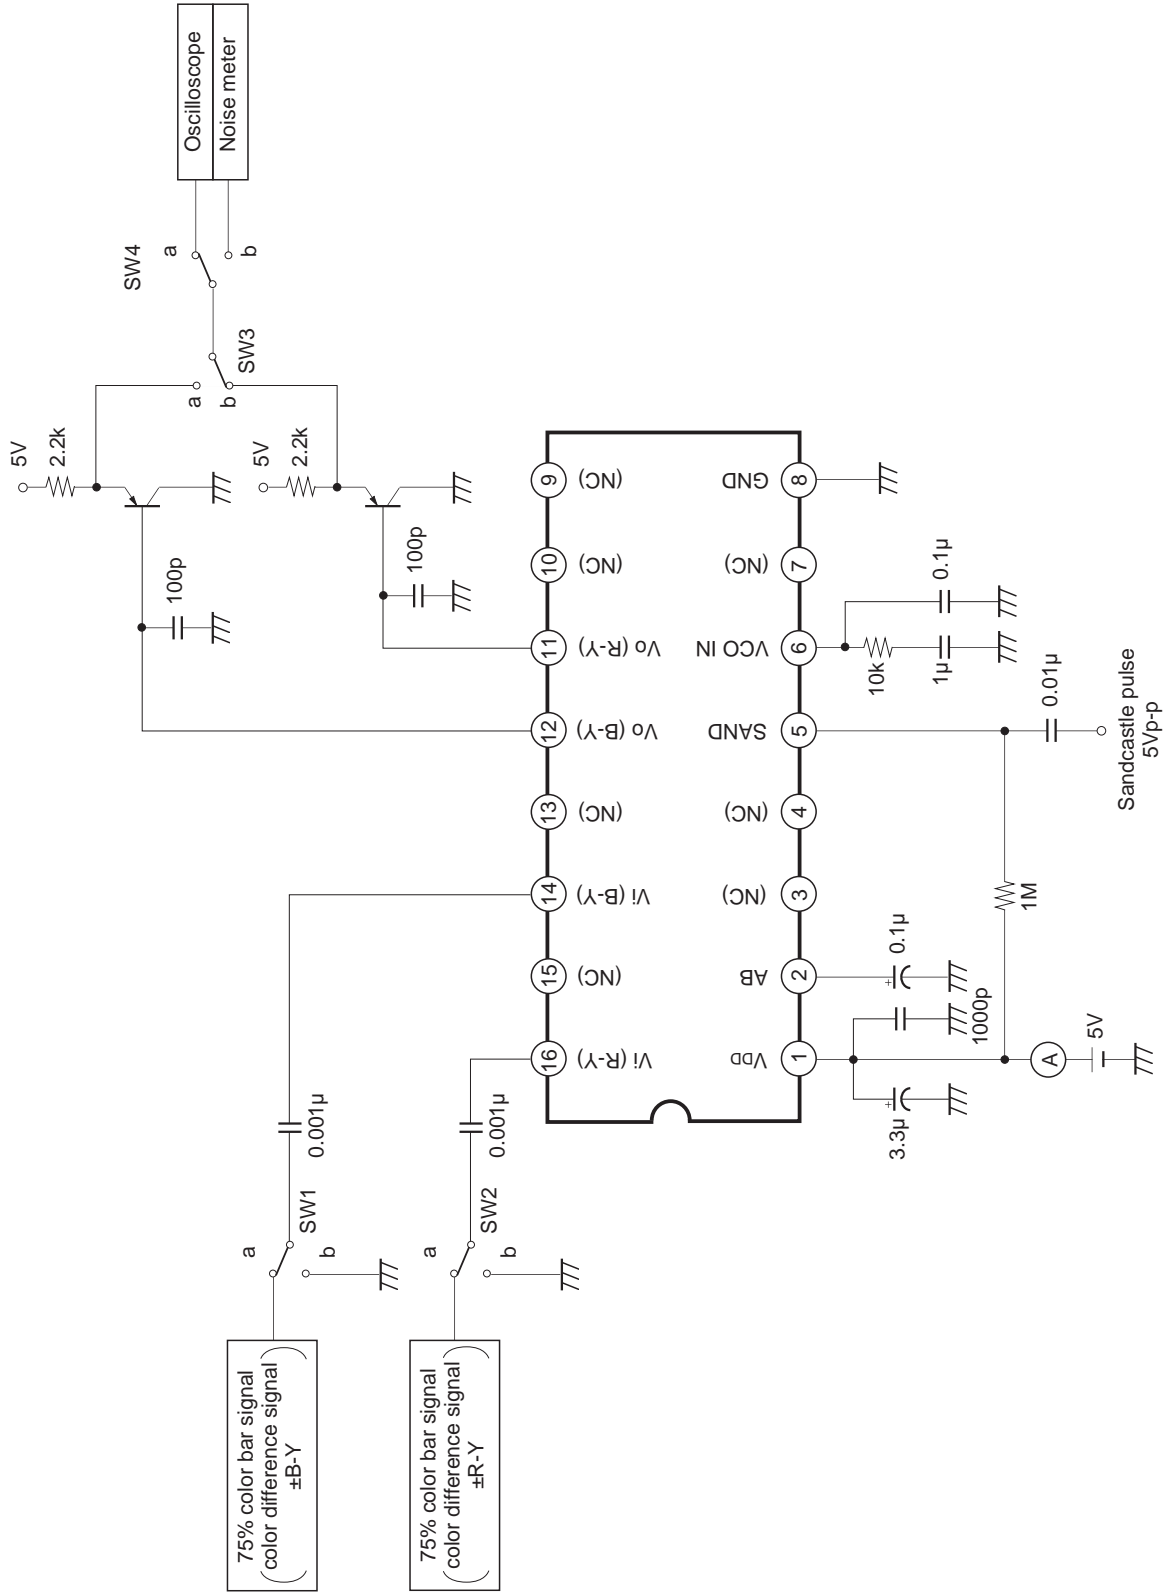 75% color bar signal
color difference signal
±B-Y
a
b
SW1
0.001µ
75% color bar signal
color difference signal
±R-Y
a
b
SW2
0.001µ
5V
2.2k
100p
5V
2.2k
100p
a
b
SW3
SW4
a
b
Oscilloscope
Noise meter
16
Vi (R-Y)
15
(NC)
14
Vi (B-Y)
13
(NC)
12
Vo (B-Y)
11
Vo (R-Y)
10
(NC)
9
(NC)
1
VDD
2
AB
3
(NC)
4
(NC)
5
SAND
6
VCO IN
7
(NC)
8
GND
3.3µ
+
1000p
+
0.1µ
A
5V
1M
0.01µ
Sandcastle pulse
5Vp-p
10k
1µ
0.1µ